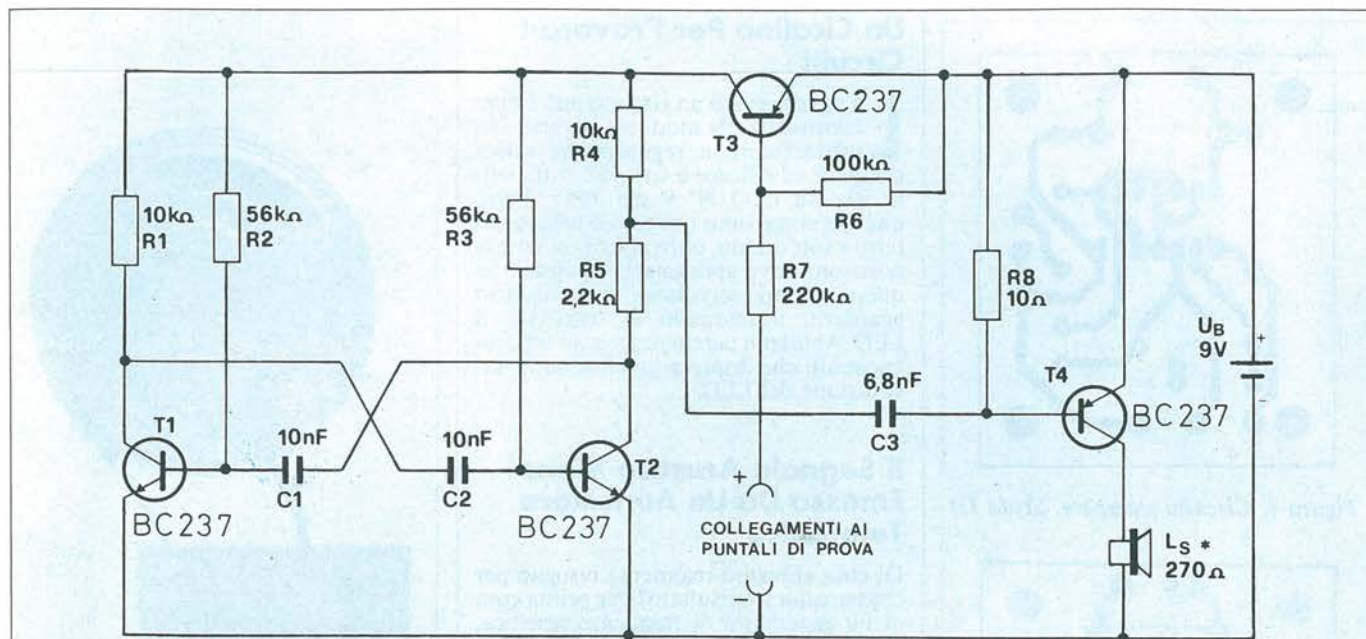 BC237
T3
10kΩ
R4
100kΩ
R6
10kΩ
R1
56kΩ
R2
56kΩ
R3
R5
2,2kΩ
R7
220kΩ
R8
10Ω
UB
9V
+
-
T4
BC237
6,8nF
C3
T1
10nF
C1
10nF
C2
T2
BC237
BC237
+
COLLEGAMENTI AI
PUNTALI DI PROVA
-
LS *
270Ω